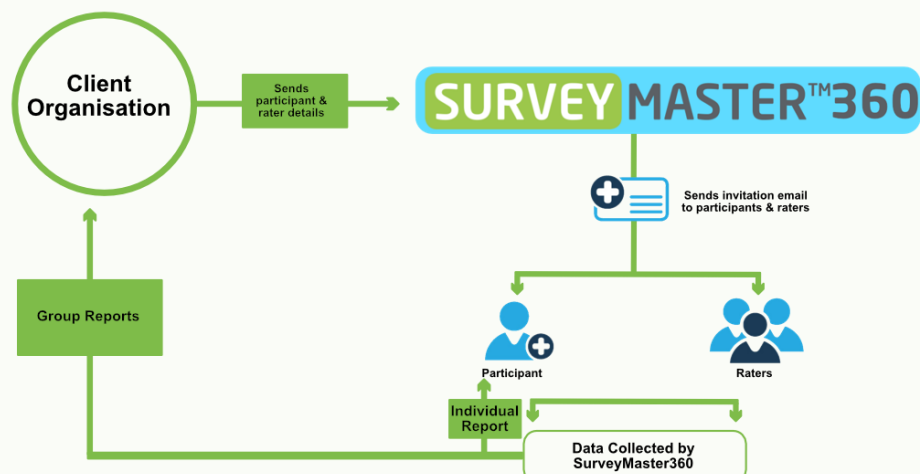 Client
Organisation
Sends
participant &
rater details
SURVEY MASTER™360
Sends invitation email
to participants & raters
Group Reports
Participant
Raters
Individual
Report
Data Collected by
SurveyMaster360